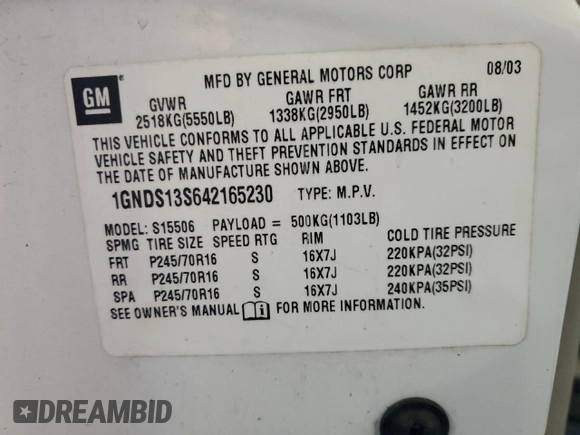 GM
MFD BY GENERAL MOTORS CORP 08/03
GVWR GAWR FRT GAWR RR
2518KG(5550LB) 1338KG(2950LB) 1452KG(3200LB)
THIS VEHICLE CONFORMS TO ALL APPLICABLE U.S. FEDERAL MOTOR
VEHICLE SAFETY AND THEFT PREVENTION STANDARDS IN EFFECT ON
THE DATE OF MANUFACTURE SHOWN ABOVE.
1GNDS13S642165230 TYPE: M.P.V.
MODEL: S15506 PAYLOAD = 500KG(1103LB)
SPMG TIRE SIZE SPEED RTG RIM COLD TIRE PRESSURE
FRT P245/70R16 S 16X7J 220KPA(32PSI)
RR P245/70R16 S 16X7J 220KPA(32PSI)
SPA P245/70R16 S 16X7J 240KPA(35PSI)
SEE OWNER'S MANUAL FOR MORE INFORMATION.
DREAMBID